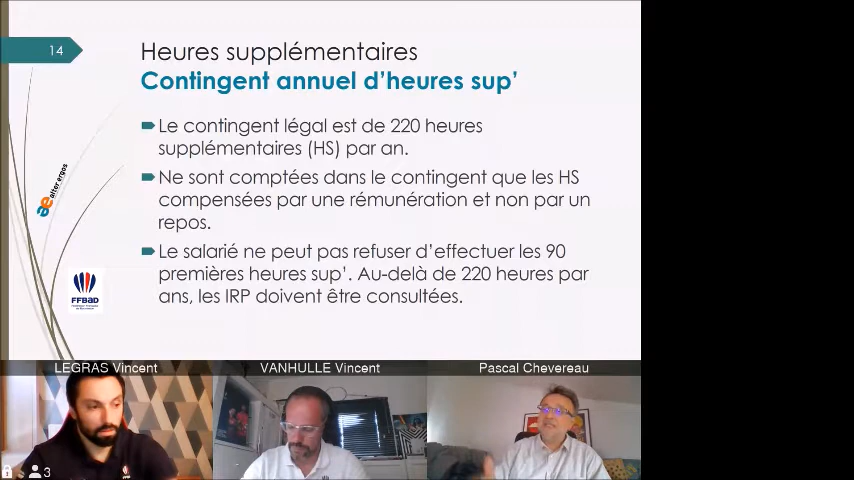 14
Heures supplémentaires
Contingent annuel d'heures sup'
Le contingent légal est de 220 heures
supplémentaires (HS) par an.
Ne sont comptées dans le contingent que les HS
compensées par une rémunération et non par un
repos.
Le salarié ne peut pas refuser d'effectuer les 90
premières heures sup'. Au-delà de 220 heures par
ans, les IRP doivent être consultées.
ae alter ergos
FFBaD
LEGRAS Vincent
VANHULLE Vincent
Pascal Chevereau
3